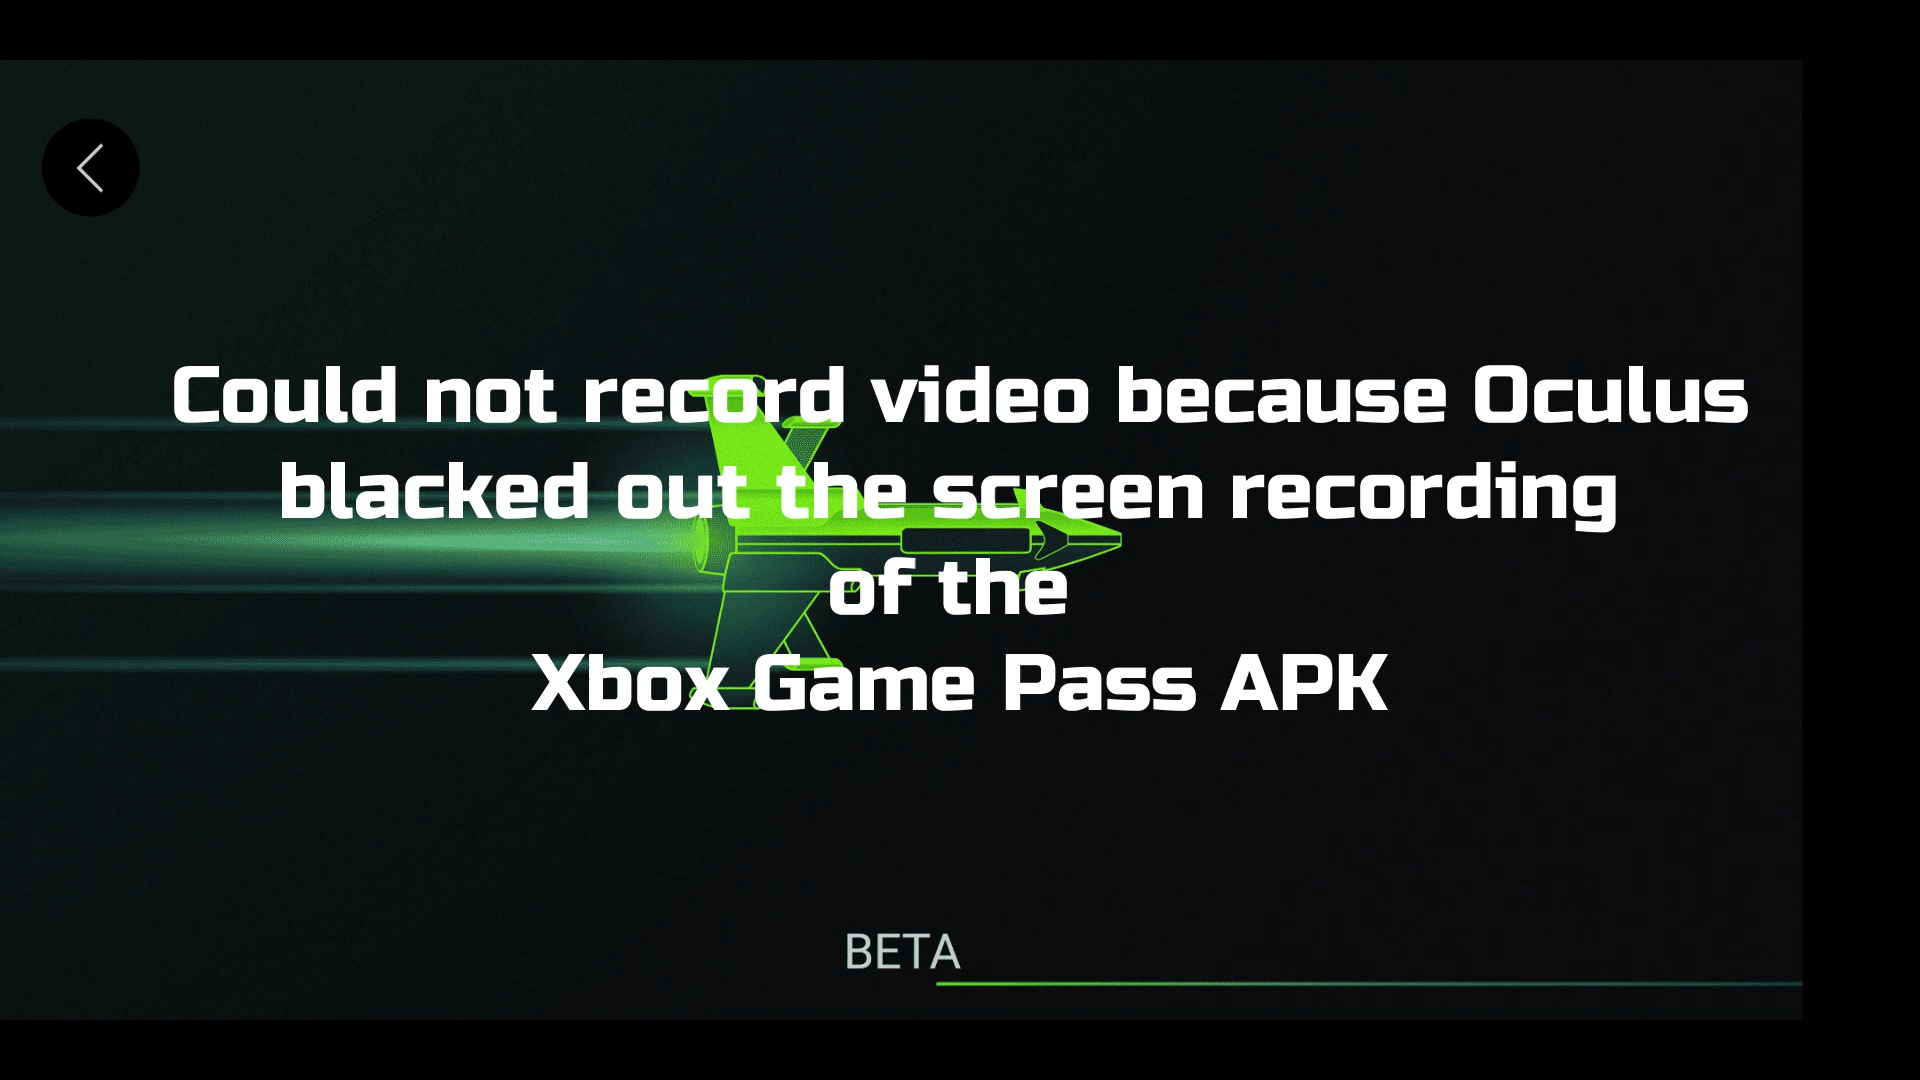 Could not record video because Oculus
blacked out the screen recording
of the
Xbox Game Pass APK
BETA